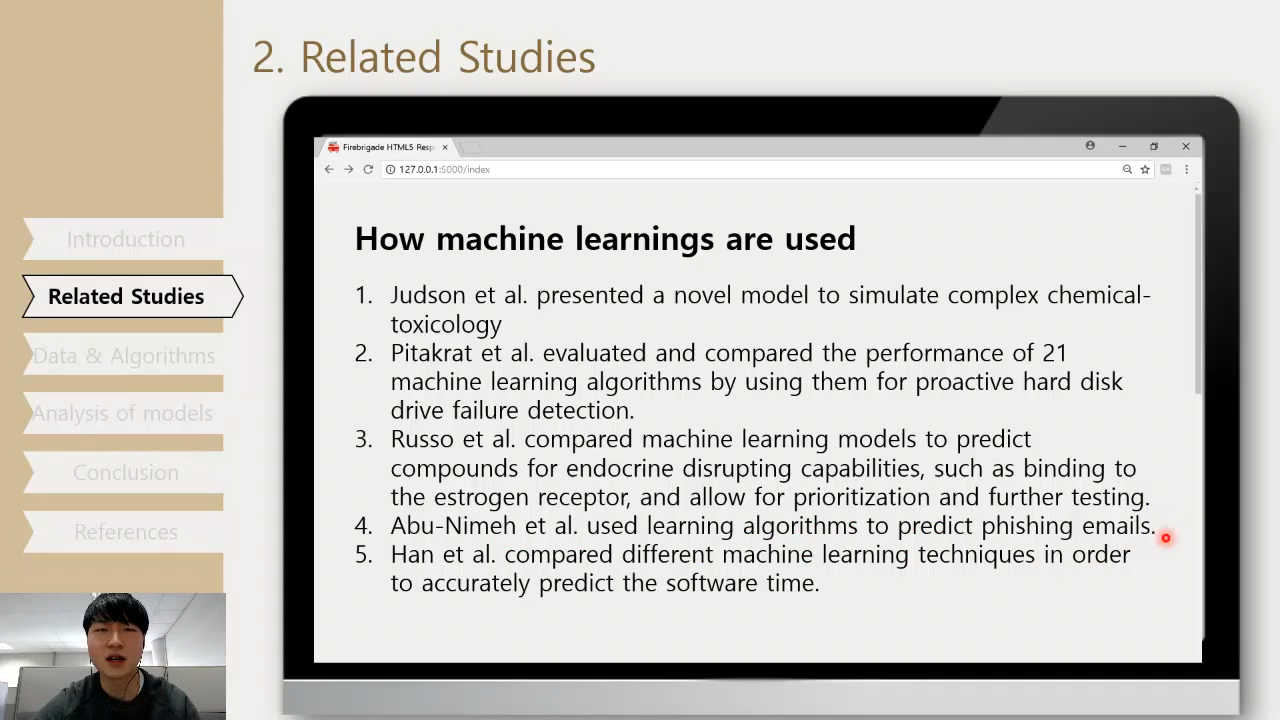 2. Related Studies
Firebrigade HTML5 Resp
127.0.0.1:5000/index
Introduction
Related Studies
Data & Algorithms
Analysis of models
Conclusion
References
How machine learnings are used
1. Judson et al. presented a novel model to simulate complex chemical-
toxicology
2. Pitakrat et al. evaluated and compared the performance of 21
machine learning algorithms by using them for proactive hard disk
drive failure detection.
3. Russo et al. compared machine learning models to predict
compounds for endocrine disrupting capabilities, such as binding to
the estrogen receptor, and allow for prioritization and further testing.
4. Abu-Nimeh et al. used learning algorithms to predict phishing emails.
5. Han et al. compared different machine learning techniques in order
to accurately predict the software time.